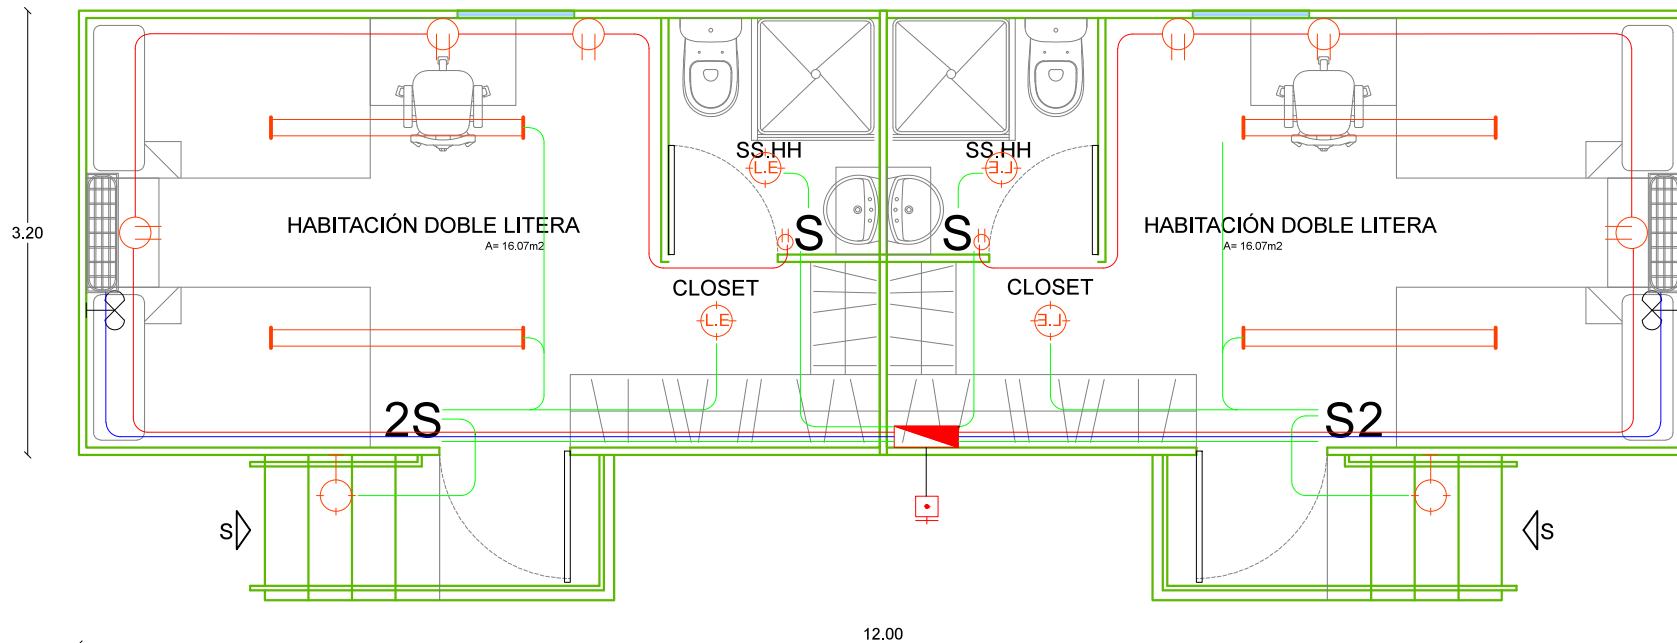 SS.HH
SS.HH
L.E
L.E
3.20
HABITACIÓN DOBLE LITERA
A= 16.07m2
S
S
HABITACIÓN DOBLE LITERA
A= 16.07m2
CLOSET
CLOSET
L.E
L.E
2S
S2
S
S
12.00